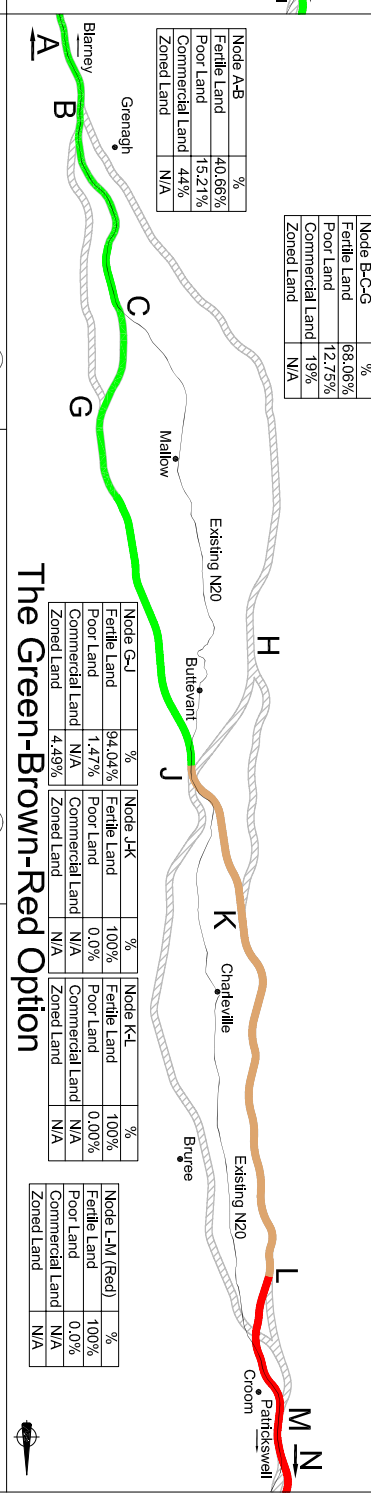 Node A-B %
Fertile Land 40.66%
Poor Land 15.21%
Commercial Land 44%
Zoned Land N/A
Node B-C-G %
Fertile Land 68.06%
Poor Land 12.75%
Commercial Land 19%
Zoned Land N/A
Blarney
A
B
Grenagh
C
G
Mallow
Existing N20
H
Buttevant
J
K
Charleville
Bruree
Existing N20
L
Croom
Patrickswell
M
N
Node G-J %
Fertile Land 94.04%
Poor Land 1.47%
Commercial Land N/A
Zoned Land 4.49%
Node J-K %
Fertile Land 100%
Poor Land 0.0%
Commercial Land N/A
Zoned Land N/A
Node K-L %
Fertile Land 100%
Poor Land 0.00%
Commercial Land N/A
Zoned Land N/A
Node L-M (Red) %
Fertile Land 100%
Poor Land 0.0%
Commercial Land N/A
Zoned Land N/A
The Green-Brown-Red Option